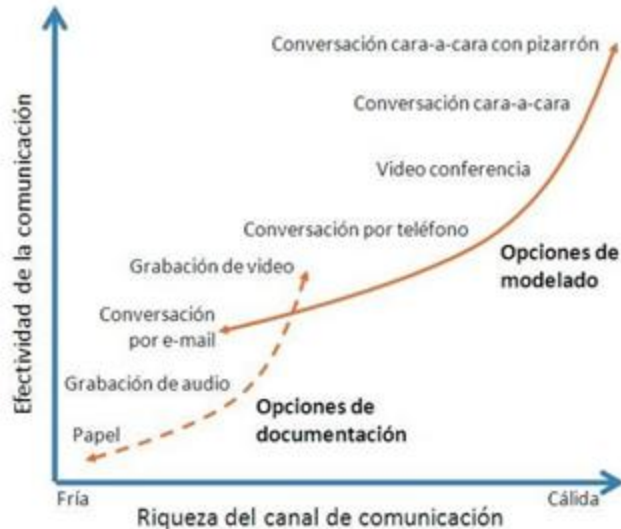 Conversación cara-a-cara con pizarrón
Conversación cara-a-cara
Video conferencia
Conversación por teléfono
Opciones de
modelado
Grabación de video
Conversación
por e-mail
Grabación de audio
Opciones de
documentación
Papel
Efectividad de la comunicación
Fría
Cálida
Riqueza del canal de comunicación